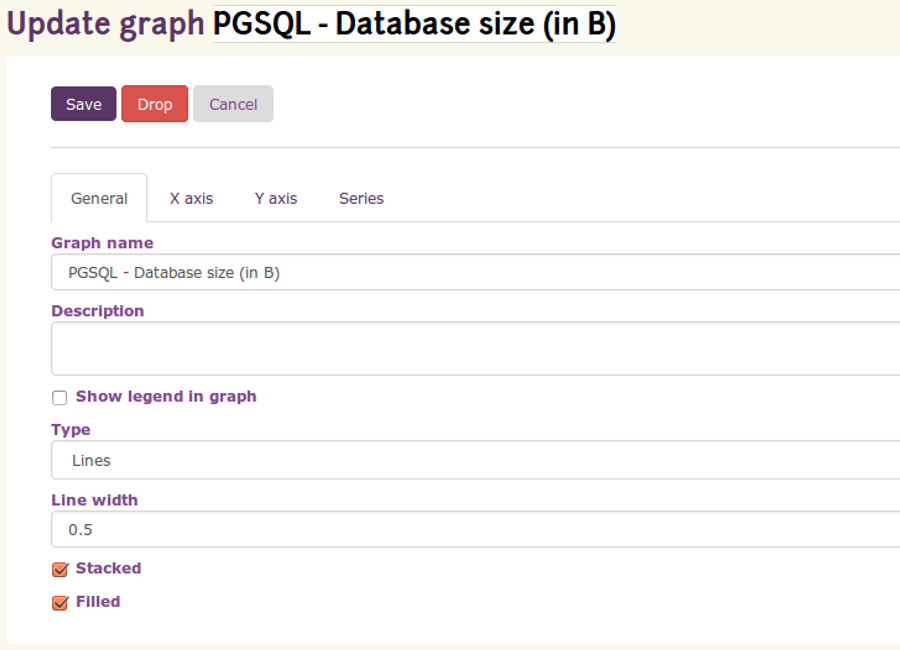 Update graph PGSQL - Database size (in B)
Save Drop Cancel
General X axis Y axis Series
Graph name
PGSQL - Database size (in B)
Description
Show legend in graph
Type
Lines
Line width
0.5
Stacked
Filled